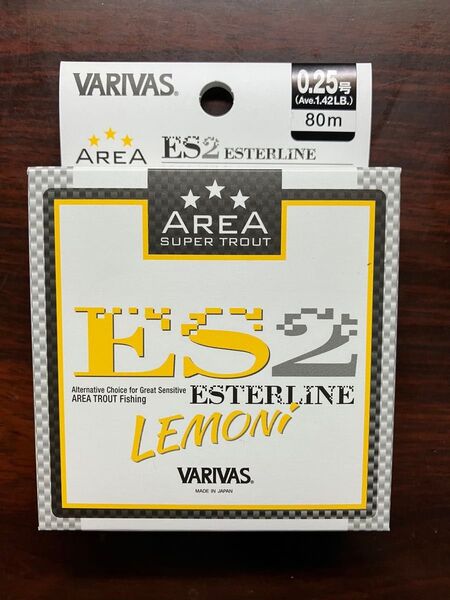 VARIVAS®
0.25号
(Ave.1.42LB.)
80m
AREA ES2 ESTERLINE
AREA
SUPER TROUT
ES2
Alternative Choice for Great Sensitive
AREA TROUT Fishing
ESTERLINE
LEMONi
VARIVAS®
MADE IN JAPAN